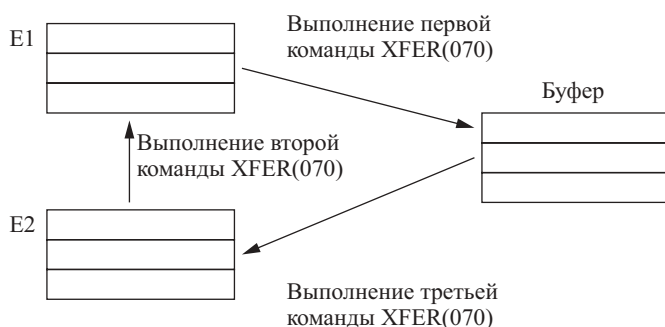 Выполнение первой
команды XFER(070)
E1
Буфер
Выполнение второй
команды XFER(070)
E2
Выполнение третьей
команды XFER(070)